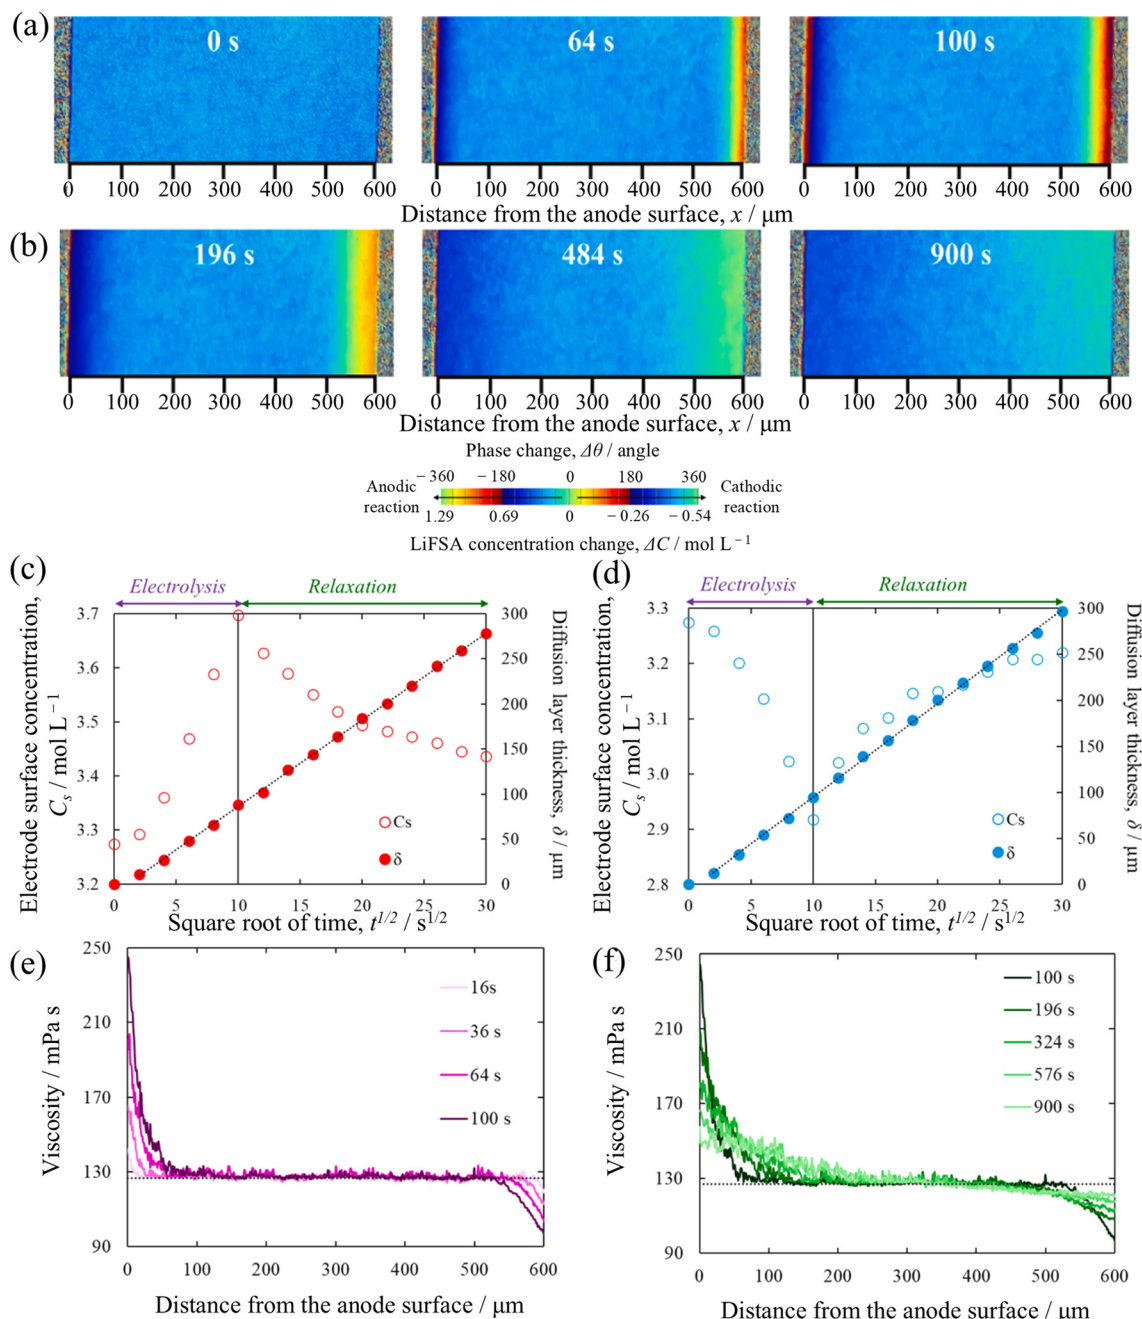 (a)
0 s
64 s
100 s
0 100 200 300 400 500 600
0 100 200 300 400 500 600
0 100 200 300 400 500 600
Distance from the anode surface, x / μm
(b)
196 s
484 s
900 s
0 100 200 300 400 500 600
0 100 200 300 400 500 600
0 100 200 300 400 500 600
Distance from the anode surface, x / μm
Phase change, Δθ / angle
− 360 − 180 0 180 360
Anodic reaction
Cathodic reaction
1.29 0.69 0 − 0.26 − 0.54
LiFSA concentration change, ΔC / mol L⁻¹
(c)
Electrolysis
Relaxation
Electrode surface concentration,
Cs / mol L⁻¹
3.7
3.6
3.5
3.4
3.3
3.2
300
250
200
150
100
50
0
Diffusion layer thickness, δ / μm
Cs
δ
0 5 10 15 20 25 30
Square root of time, t^1/2 / s^1/2
(d)
Electrolysis
Relaxation
Electrode surface concentration,
Cs / mol L⁻¹
3.3
3.2
3.1
3.0
2.9
2.8
300
250
200
150
100
50
0
Diffusion layer thickness, δ / μm
Cs
δ
0 5 10 15 20 25 30
Square root of time, t^1/2 / s^1/2
(e)
Viscosity / mPa s
250
210
170
130
90
16s
36 s
64 s
100 s
0 100 200 300 400 500 600
Distance from the anode surface / μm
(f)
Viscosity / mPa s
250
210
170
130
90
100 s
196 s
324 s
576 s
900 s
0 100 200 300 400 500 600
Distance from the anode surface / μm